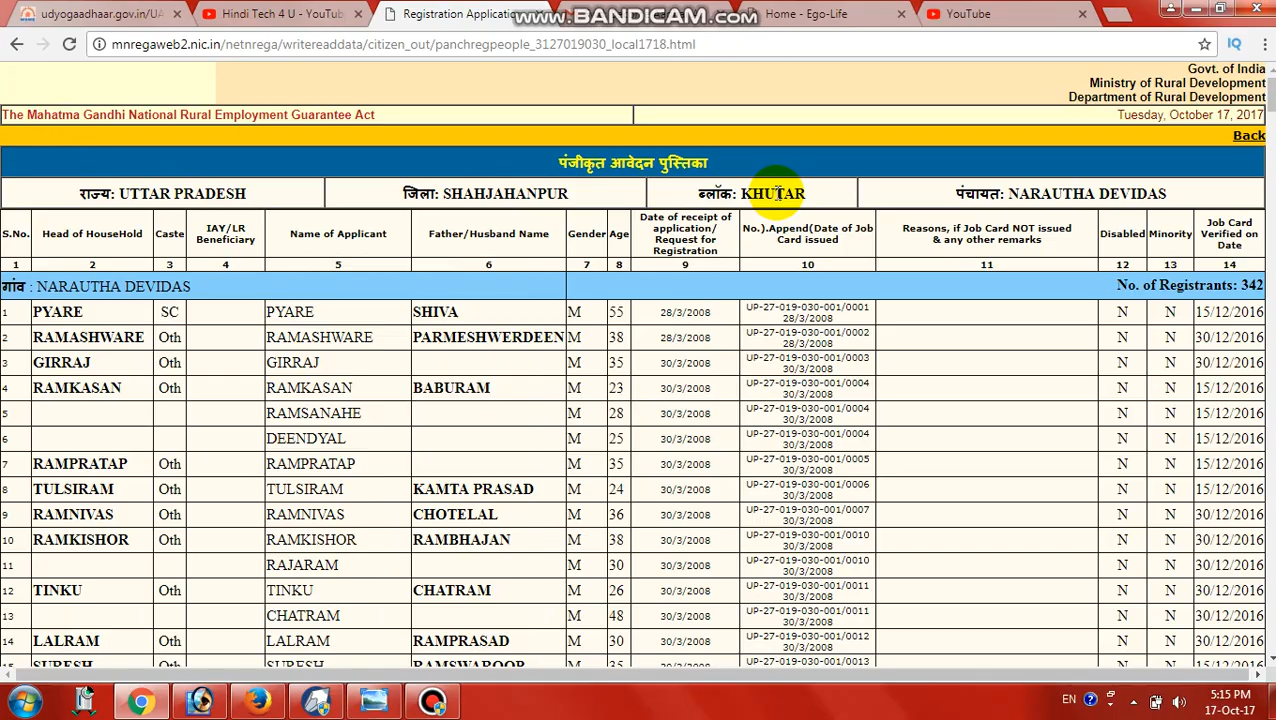 udyogaadhaar.gov.in/UA
Hindi Tech 4 U - YouTu
Registration Applicatio
www.BANDICAM.com
Home - Ego-Life
YouTube
mnregaweb2.nic.in/netnrega/writereaddata/citizen_out/panchregpeople_3127019030_local1718.html
IQ
Govt. of India
Ministry of Rural Development
Department of Rural Development
The Mahatma Gandhi National Rural Employment Guarantee Act Tuesday, October 17, 2017
Back
पंजीकृत आवेदन पुस्तिका
राज्य: UTTAR PRADESH जिला: SHAHJAHANPUR ब्लॉक: KHUTAR पंचायत: NARAUTHA DEVIDAS
S.No. Head of HouseHold Caste IAY/LR Beneficiary Name of Applicant Father/Husband Name Gender Age Date of receipt of application/ Request for Registration No.).Append(Date of Job Card issued Reasons, if Job Card NOT issued & any other remarks Disabled Minority Job Card Verified on Date
1 2 3 4 5 6 7 8 9 10 11 12 13 14
गांव : NARAUTHA DEVIDAS No. of Registrants: 342
1 PYARE SC PYARE SHIVA M 55 28/3/2008 UP-27-019-030-001/0001 28/3/2008 N N 15/12/2016
2 RAMASHWARE Oth RAMASHWARE PARMESHWERDEEN M 38 28/3/2008 UP-27-019-030-001/0002 28/3/2008 N N 30/12/2016
3 GIRRAJ Oth GIRRAJ M 35 30/3/2008 UP-27-019-030-001/0003 30/3/2008 N N 30/12/2016
4 RAMKASAN Oth RAMKASAN BABURAM M 23 30/3/2008 UP-27-019-030-001/0004 30/3/2008 N N 15/12/2016
5 RAMSANAHE M 28 30/3/2008 UP-27-019-030-001/0004 30/3/2008 N N 15/12/2016
6 DEENDYAL M 25 30/3/2008 UP-27-019-030-001/0004 30/3/2008 N N 15/12/2016
7 RAMPRATAP Oth RAMPRATAP M 35 30/3/2008 UP-27-019-030-001/0005 30/3/2008 N N 30/12/2016
8 TULSIRAM Oth TULSIRAM KAMTA PRASAD M 24 30/3/2008 UP-27-019-030-001/0006 30/3/2008 N N 15/12/2016
9 RAMNIVAS Oth RAMNIVAS CHOTELAL M 36 30/3/2008 UP-27-019-030-001/0007 30/3/2008 N N 30/12/2016
10 RAMKISHOR Oth RAMKISHOR RAMBHAJAN M 38 30/3/2008 UP-27-019-030-001/0010 30/3/2008 N N 30/12/2016
11 RAJARAM M 30 30/3/2008 UP-27-019-030-001/0010 30/3/2008 N N 30/12/2016
12 TINKU Oth TINKU CHATRAM M 26 30/3/2008 UP-27-019-030-001/0011 30/3/2008 N N 30/12/2016
13 CHATRAM M 48 30/3/2008 UP-27-019-030-001/0011 30/3/2008 N N 30/12/2016
14 LALRAM Oth LALRAM RAMPRASAD M 30 30/3/2008 UP-27-019-030-001/0012 30/3/2008 N N 30/12/2016
15 SURESH Oth SURESH RAMSWAROOP M 35 30/3/2008 UP-27-019-030-001/0013 N N 15/12/2016
EN 5:15 PM
17-Oct-17